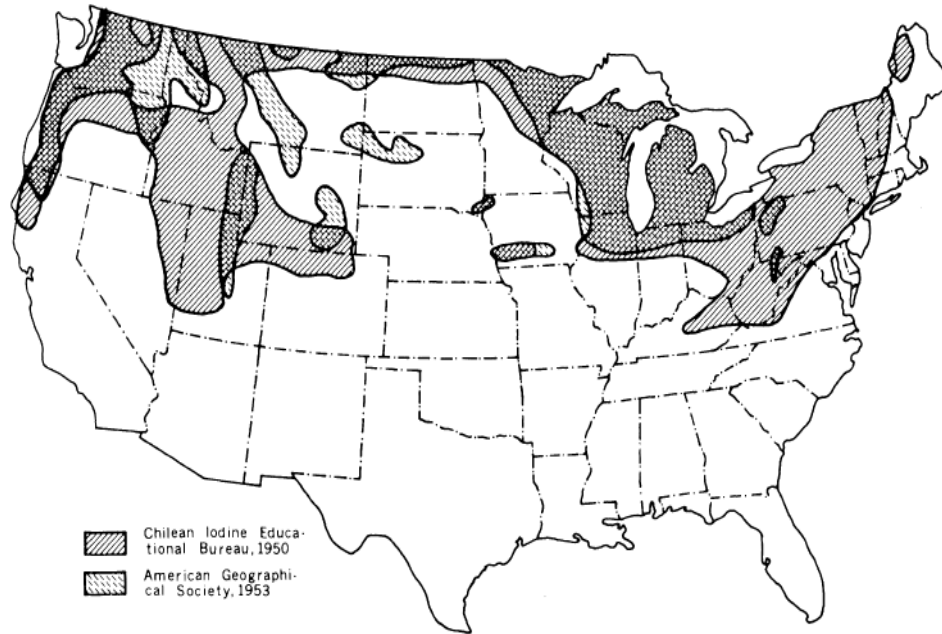 Chilean Iodine Educa-
tional Bureau, 1950
American Geographi-
cal Society, 1953